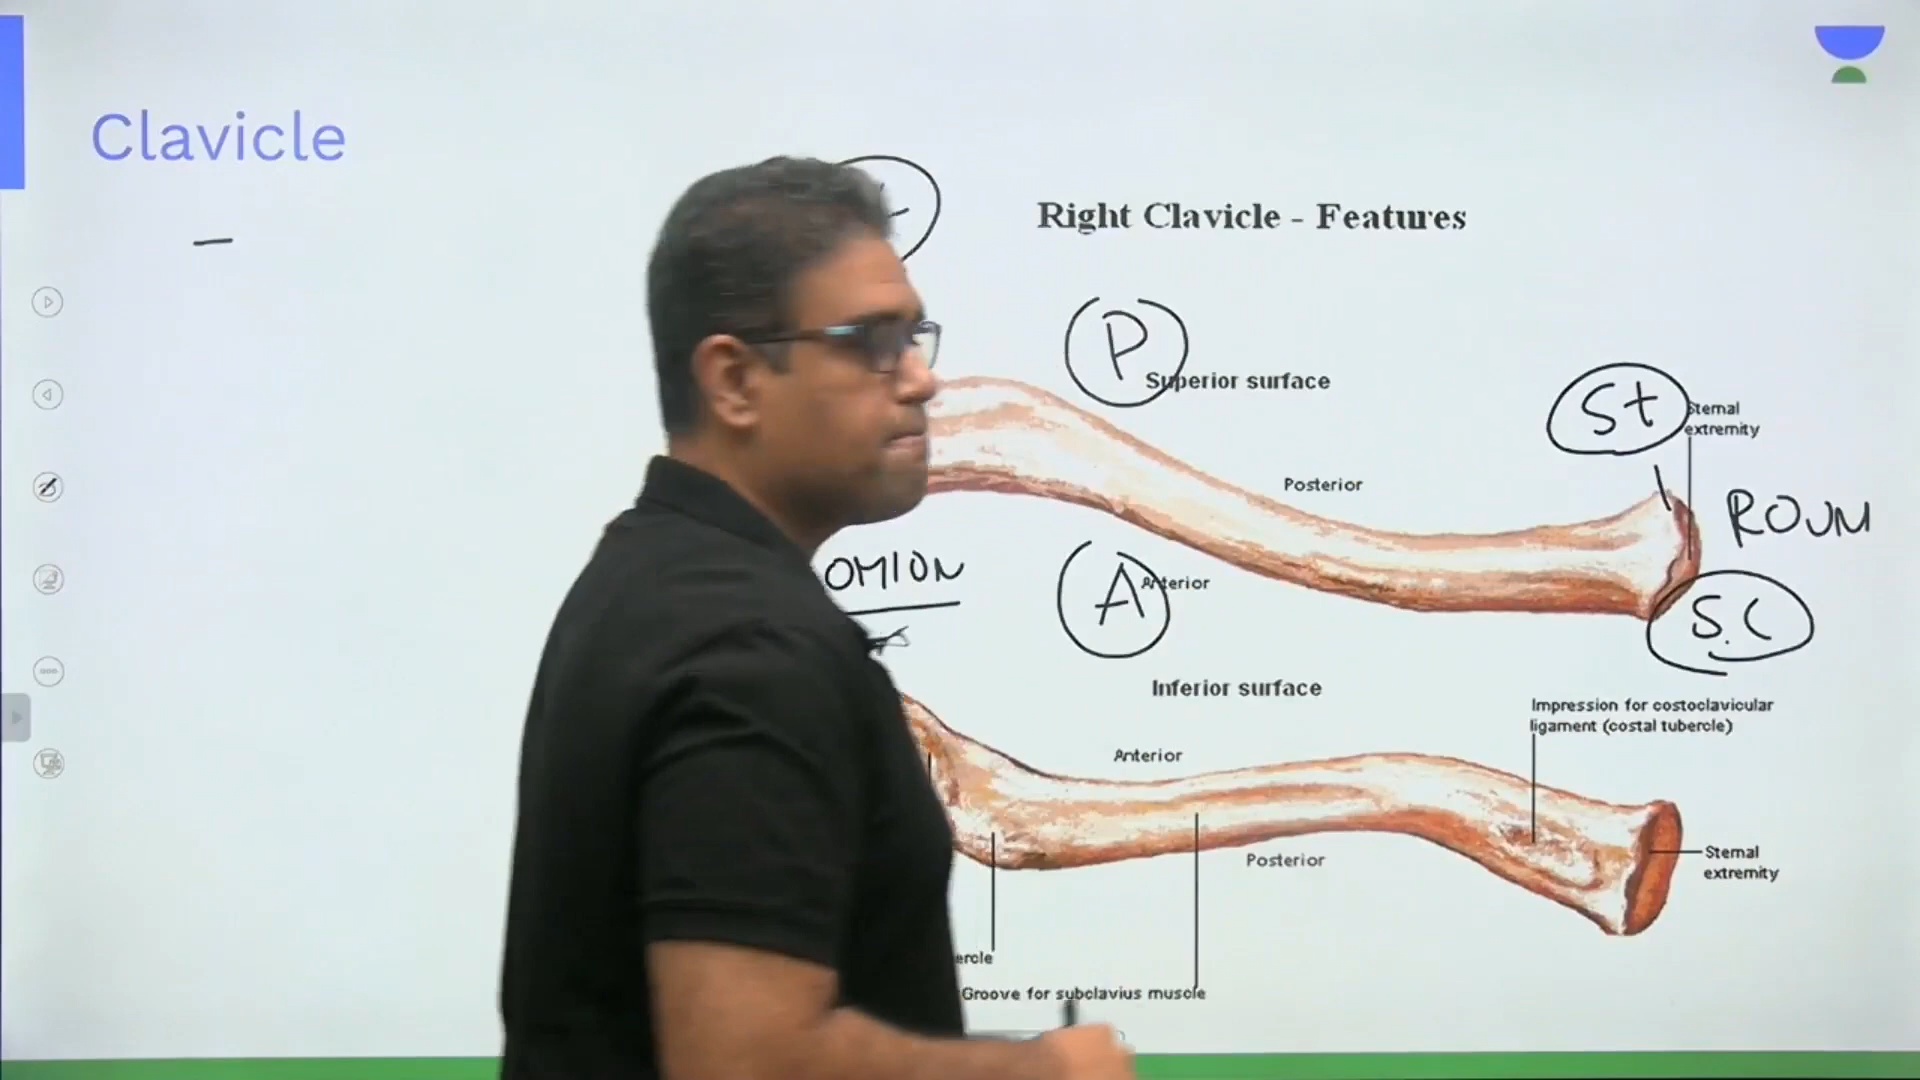 Clavicle
Right Clavicle - Features
P
Superior surface
St
Sternal
extremity
Posterior
ROUN
OMION
A
Anterior
S.C
Inferior surface
Impression for costoclavicular
ligament (costal tubercle)
Anterior
Posterior
Sternal
extremity
ercle
Groove for subclavius muscle